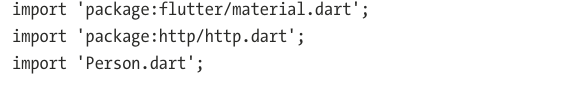 import 'package:flutter/material.dart';
import 'package:http/http.dart';
import 'Person.dart';